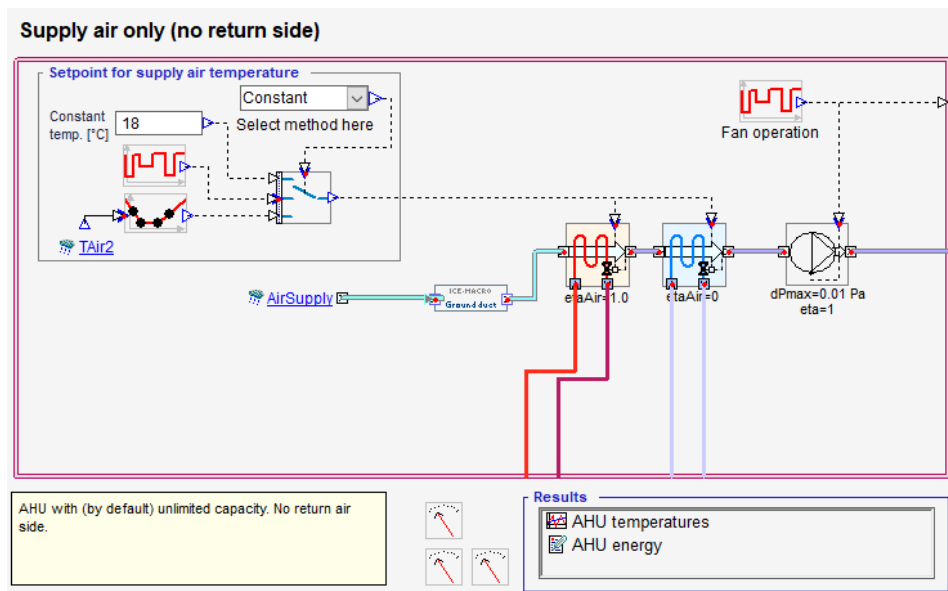 Supply air only (no return side)
Setpoint for supply air temperature
Constant
Select method here
Constant
temp. [°C]
18
TAir2
Fan operation
AirSupply
ICE-MACRO
Ground duct
etaAir=1.0
etaAir=0
dPmax=0.01 Pa
eta=1
AHU with (by default) unlimited capacity. No return air
side.
Results
AHU temperatures
AHU energy